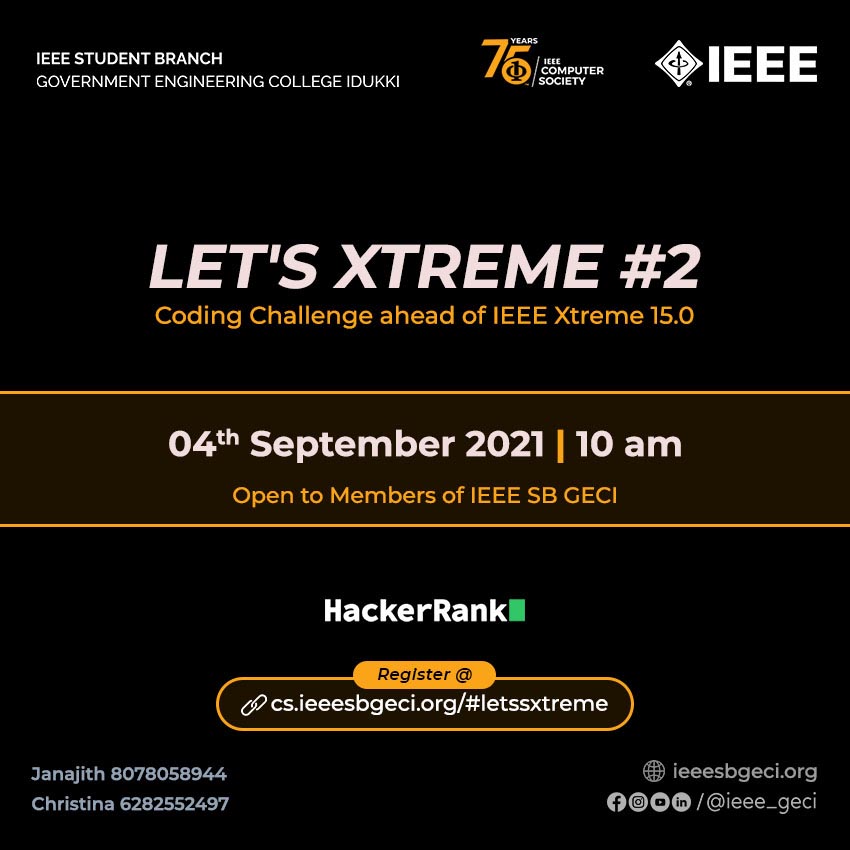 IEEE STUDENT BRANCH
GOVERNMENT ENGINEERING COLLEGE IDUKKI
75 YEARS
IEEE
COMPUTER
SOCIETY
IEEE
LET'S XTREME #2
Coding Challenge ahead of IEEE Xtreme 15.0
04th September 2021 | 10 am
Open to Members of IEEE SB GECI
HackerRank
Register @
cs.ieeesbgeci.org/#letssxtreme
Janajith 8078058944
Christina 6282552497
ieeesbgeci.org
/@ieee_geci